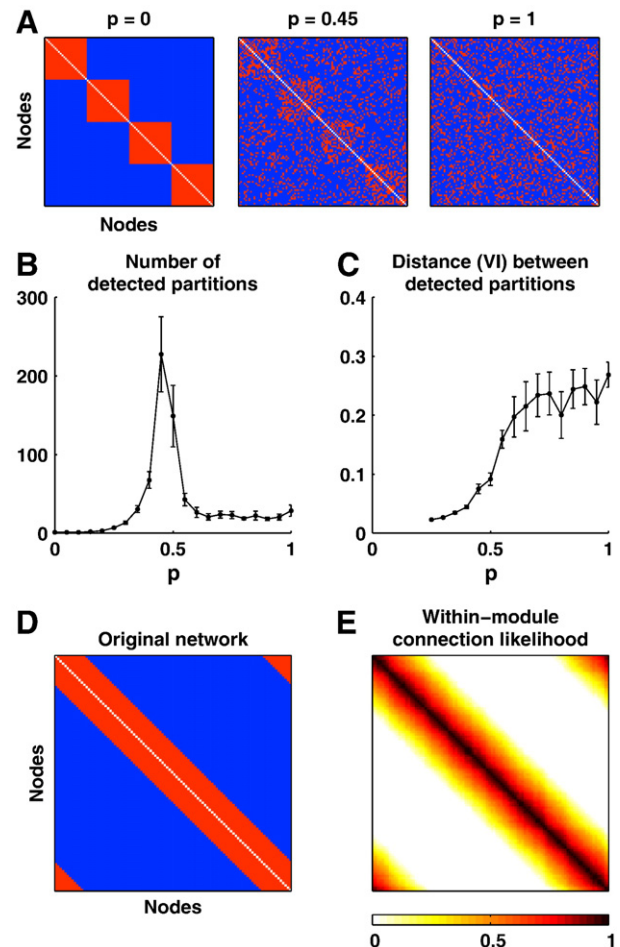 A
p = 0
p = 0.45
p = 1
Nodes
Nodes
B
Number of
detected partitions
300
200
100
0
0
0.5
1
p
C
Distance (VI) between
detected partitions
0.4
0.3
0.2
0.1
0
0
0.5
1
p
D
Original network
Nodes
Nodes
E
Within−module
connection likelihood
0
0.5
1